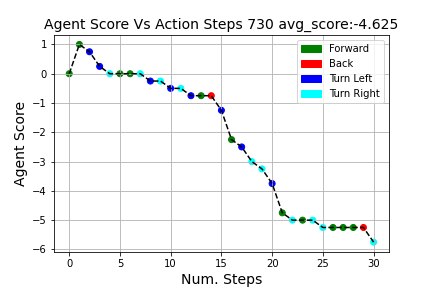 Agent Score Vs Action Steps 730 avg_score:-4.625
Forward
Back
Turn Left
Turn Right
Agent Score
1
0
−1
−2
−3
−4
−5
−6
0 5 10 15 20 25 30
Num. Steps